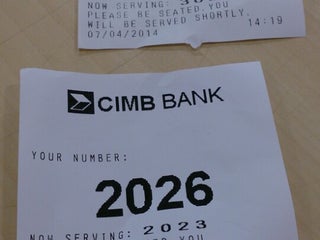 NOW SERVING:
PLEASE BE SEATED.YOU
WILL BE SERVED SHORTLY.
07/04/2014 14:19
CIMB BANK
YOUR NUMBER:
2026
NOW SERVING: 2023